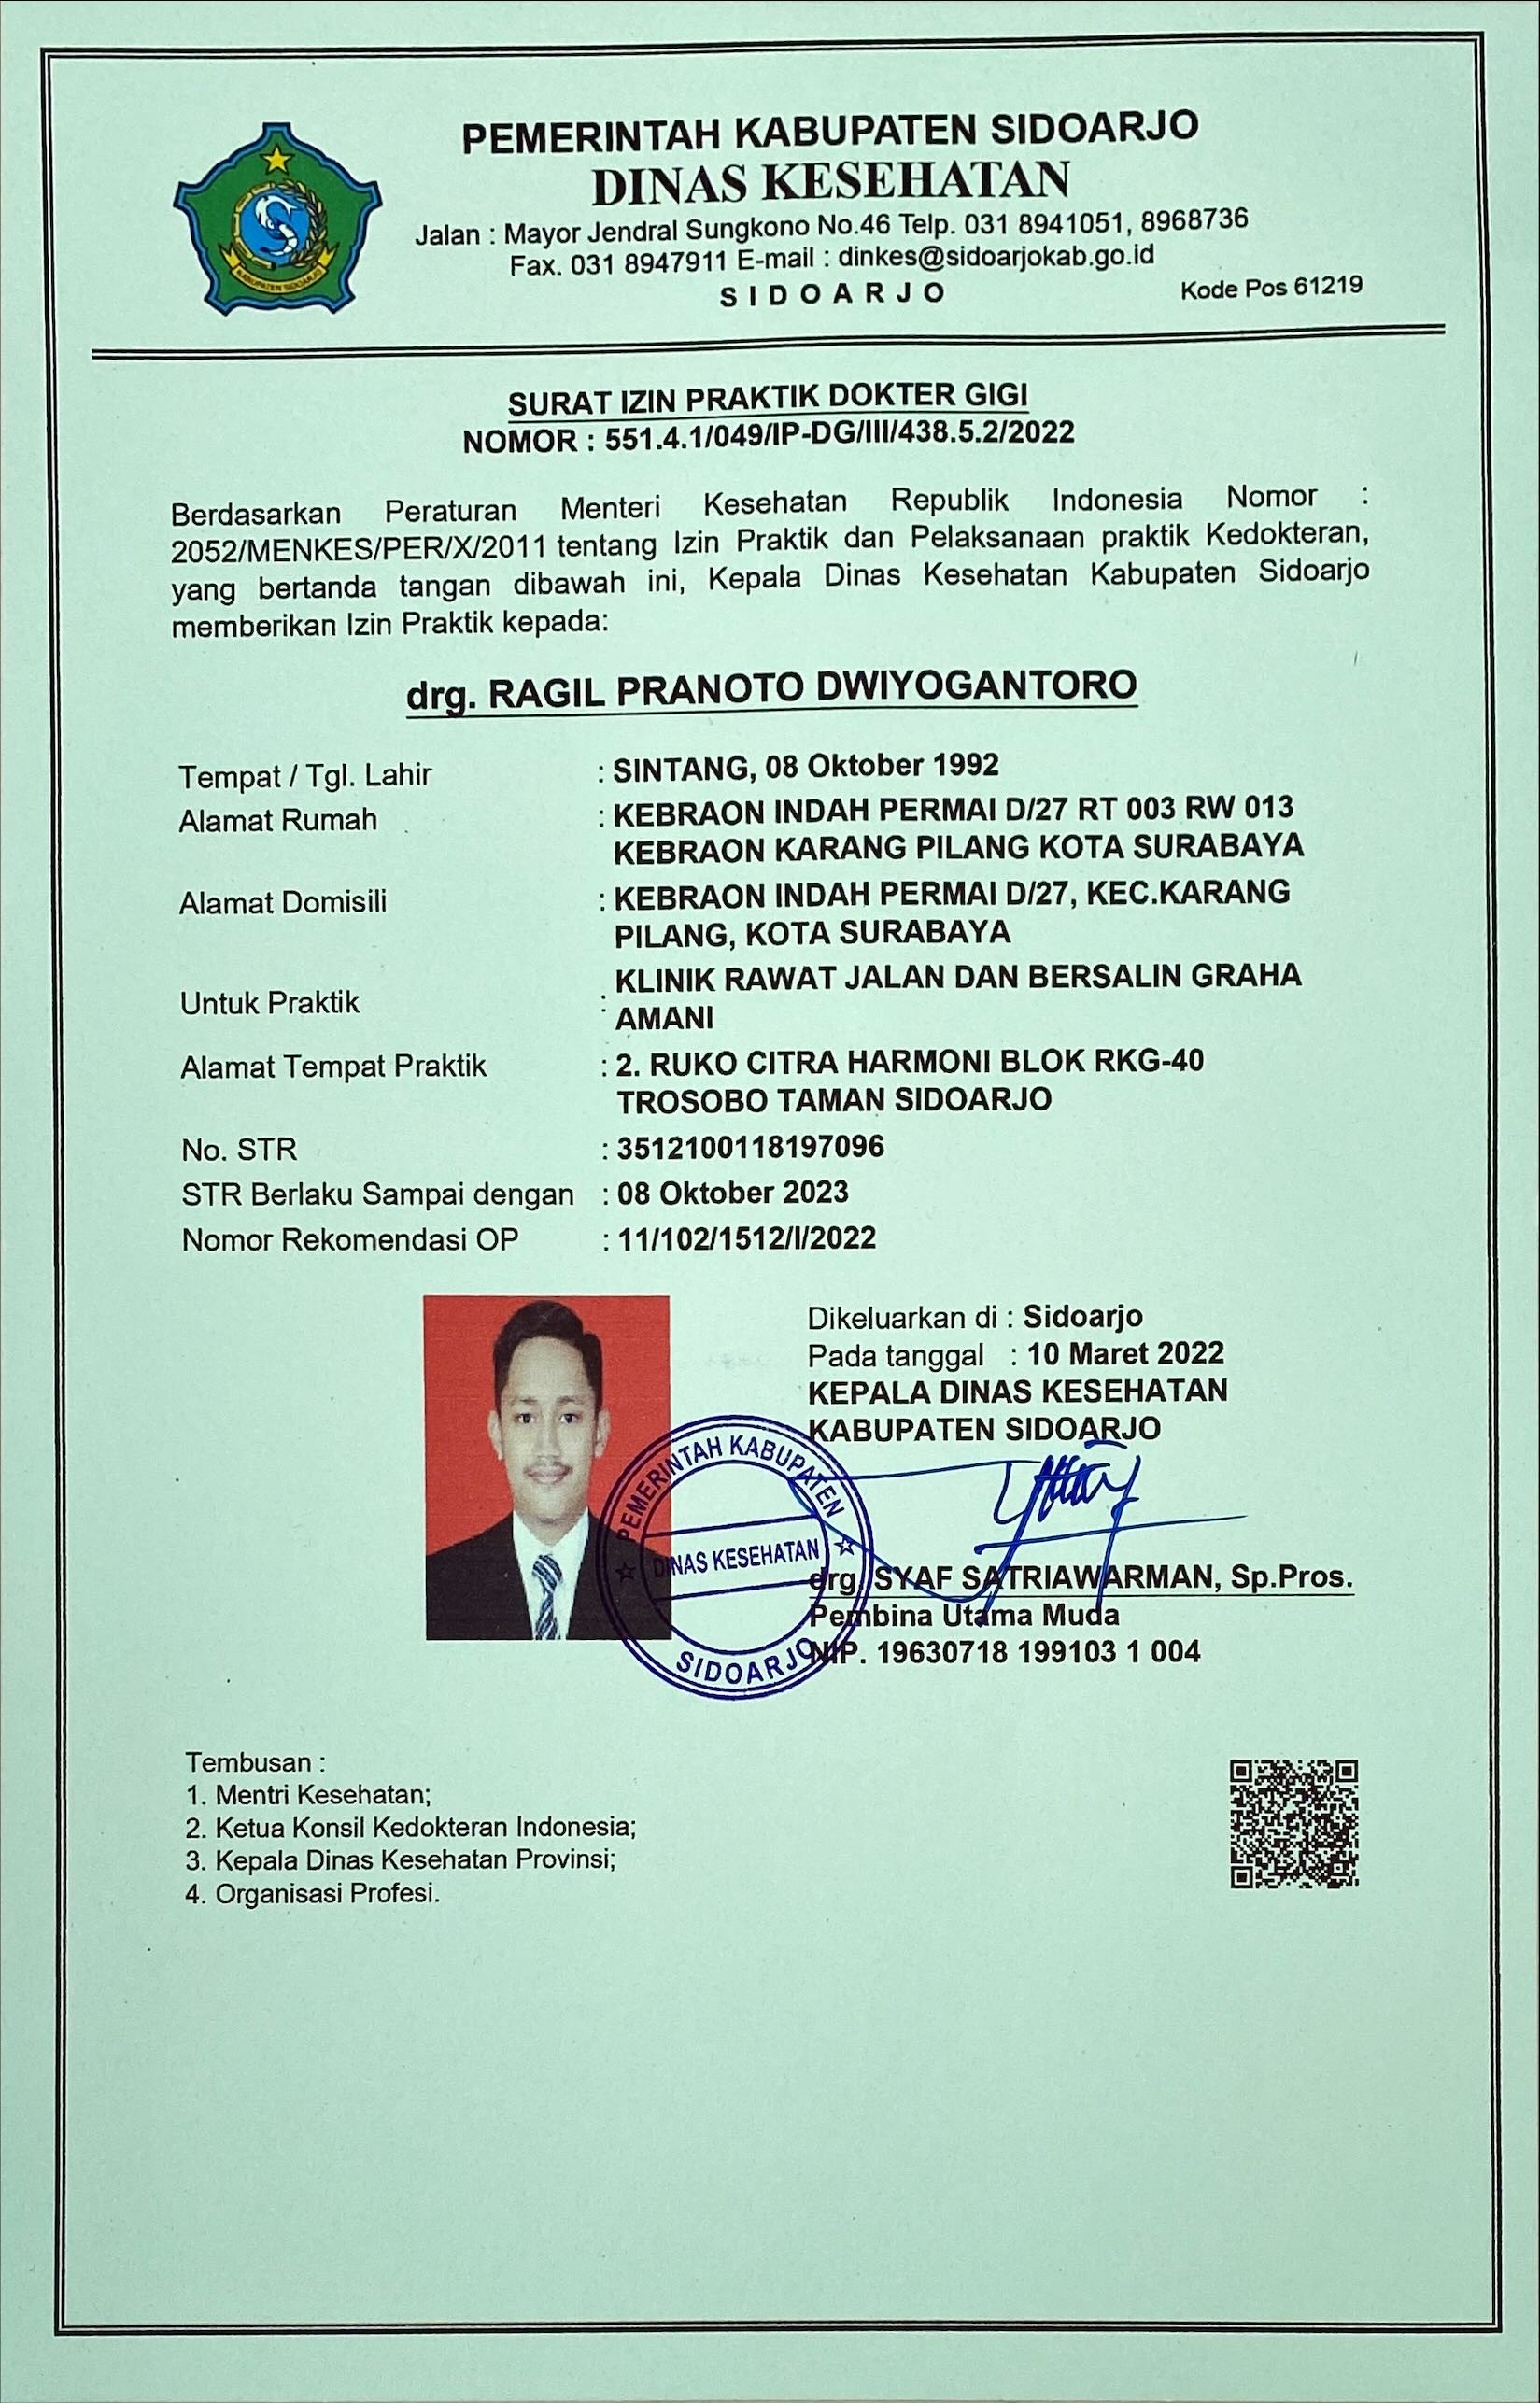 PEMERINTAH KABUPATEN SIDOARJO
DINAS KESEHATAN
Jalan : Mayor Jendral Sungkono No.46 Telp. 031 8941051, 8968736
Fax. 031 8947911 E-mail : dinkes@sidoarjokab.go.id
SIDOARJO
Kode Pos 61219
KABUPATEN SIDOARJO
SURAT IZIN PRAKTIK DOKTER GIGI
NOMOR : 551.4.1/049/IP-DG/III/438.5.2/2022
Berdasarkan Peraturan Menteri Kesehatan Republik Indonesia Nomor :
2052/MENKES/PER/X/2011 tentang Izin Praktik dan Pelaksanaan praktik Kedokteran,
yang bertanda tangan dibawah ini, Kepala Dinas Kesehatan Kabupaten Sidoarjo
memberikan Izin Praktik kepada:
drg. RAGIL PRANOTO DWIYOGANTORO
Tempat / Tgl. Lahir : SINTANG, 08 Oktober 1992
Alamat Rumah : KEBRAON INDAH PERMAI D/27 RT 003 RW 013
KEBRAON KARANG PILANG KOTA SURABAYA
Alamat Domisili : KEBRAON INDAH PERMAI D/27, KEC.KARANG
PILANG, KOTA SURABAYA
Untuk Praktik : KLINIK RAWAT JALAN DAN BERSALIN GRAHA
AMANI
Alamat Tempat Praktik : 2. RUKO CITRA HARMONI BLOK RKG-40
TROSOBO TAMAN SIDOARJO
No. STR : 3512100118197096
STR Berlaku Sampai dengan : 08 Oktober 2023
Nomor Rekomendasi OP : 11/102/1512/I/2022
Dikeluarkan di : Sidoarjo
Pada tanggal : 10 Maret 2022
KEPALA DINAS KESEHATAN
KABUPATEN SIDOARJO
PEMERINTAH KABUPATEN
DINAS KESEHATAN
SIDOARJO
drg. SYAF SATRIAWARMAN, Sp.Pros.
Pembina Utama Muda
NIP. 19630718 199103 1 004
Tembusan :
1. Mentri Kesehatan;
2. Ketua Konsil Kedokteran Indonesia;
3. Kepala Dinas Kesehatan Provinsi;
4. Organisasi Profesi.